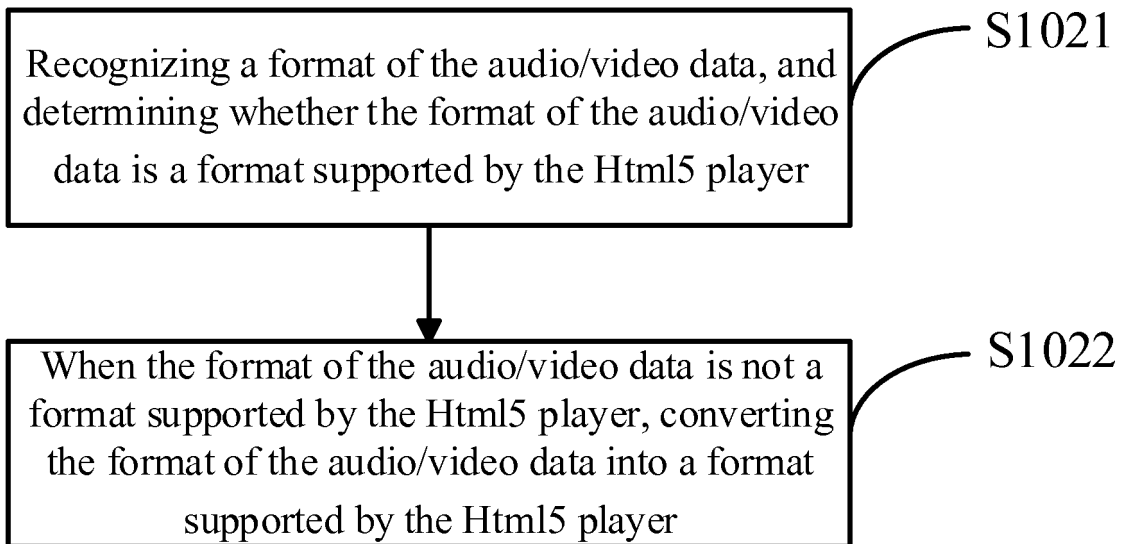 S1021
Recognizing a format of the audio/video data, and
determining whether the format of the audio/video
data is a format supported by the Html5 player
S1022
When the format of the audio/video data is not a
format supported by the Html5 player, converting
the format of the audio/video data into a format
supported by the Html5 player